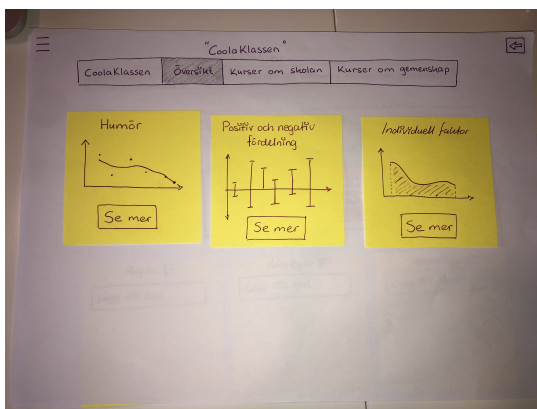 "CoolaKlassen"
CoolaKlassen
Översikt
Kurser om skolan
Kurser om gemenskap
Humör
Se mer
Positiv och negativ
fördelning
Se mer
Individuell faktor
Se mer